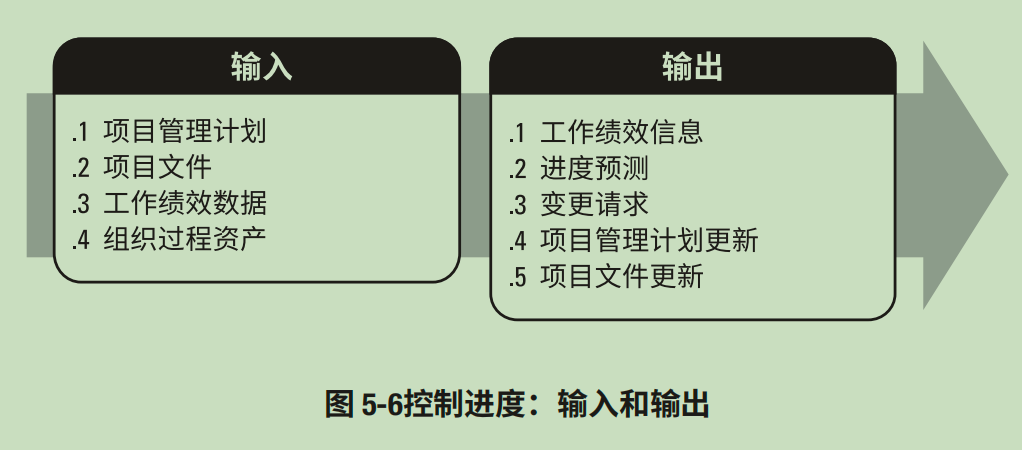 输入
.1 项目管理计划
.2 项目文件
.3 工作绩效数据
.4 组织过程资产
输出
.1 工作绩效信息
.2 进度预测
.3 变更请求
.4 项目管理计划更新
.5 项目文件更新
图 5-6控制进度：输入和输出